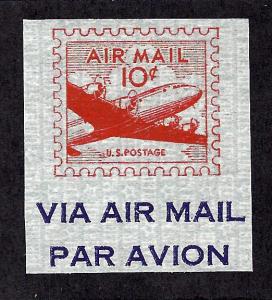 AIR MAIL
10¢
U.S. POSTAGE
VIA AIR MAIL
PAR AVION